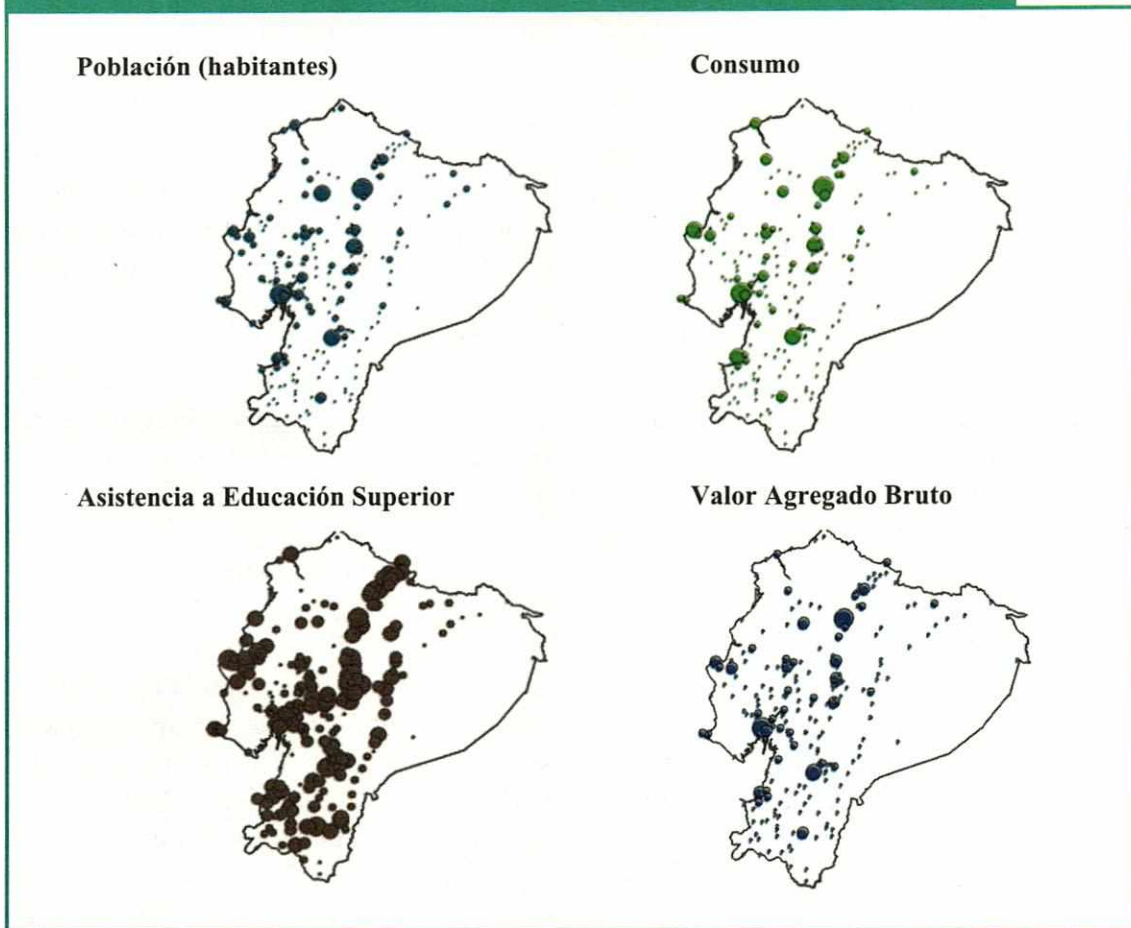 Población (habitantes)
Consumo
Asistencia a Educación Superior
Valor Agregado Bruto